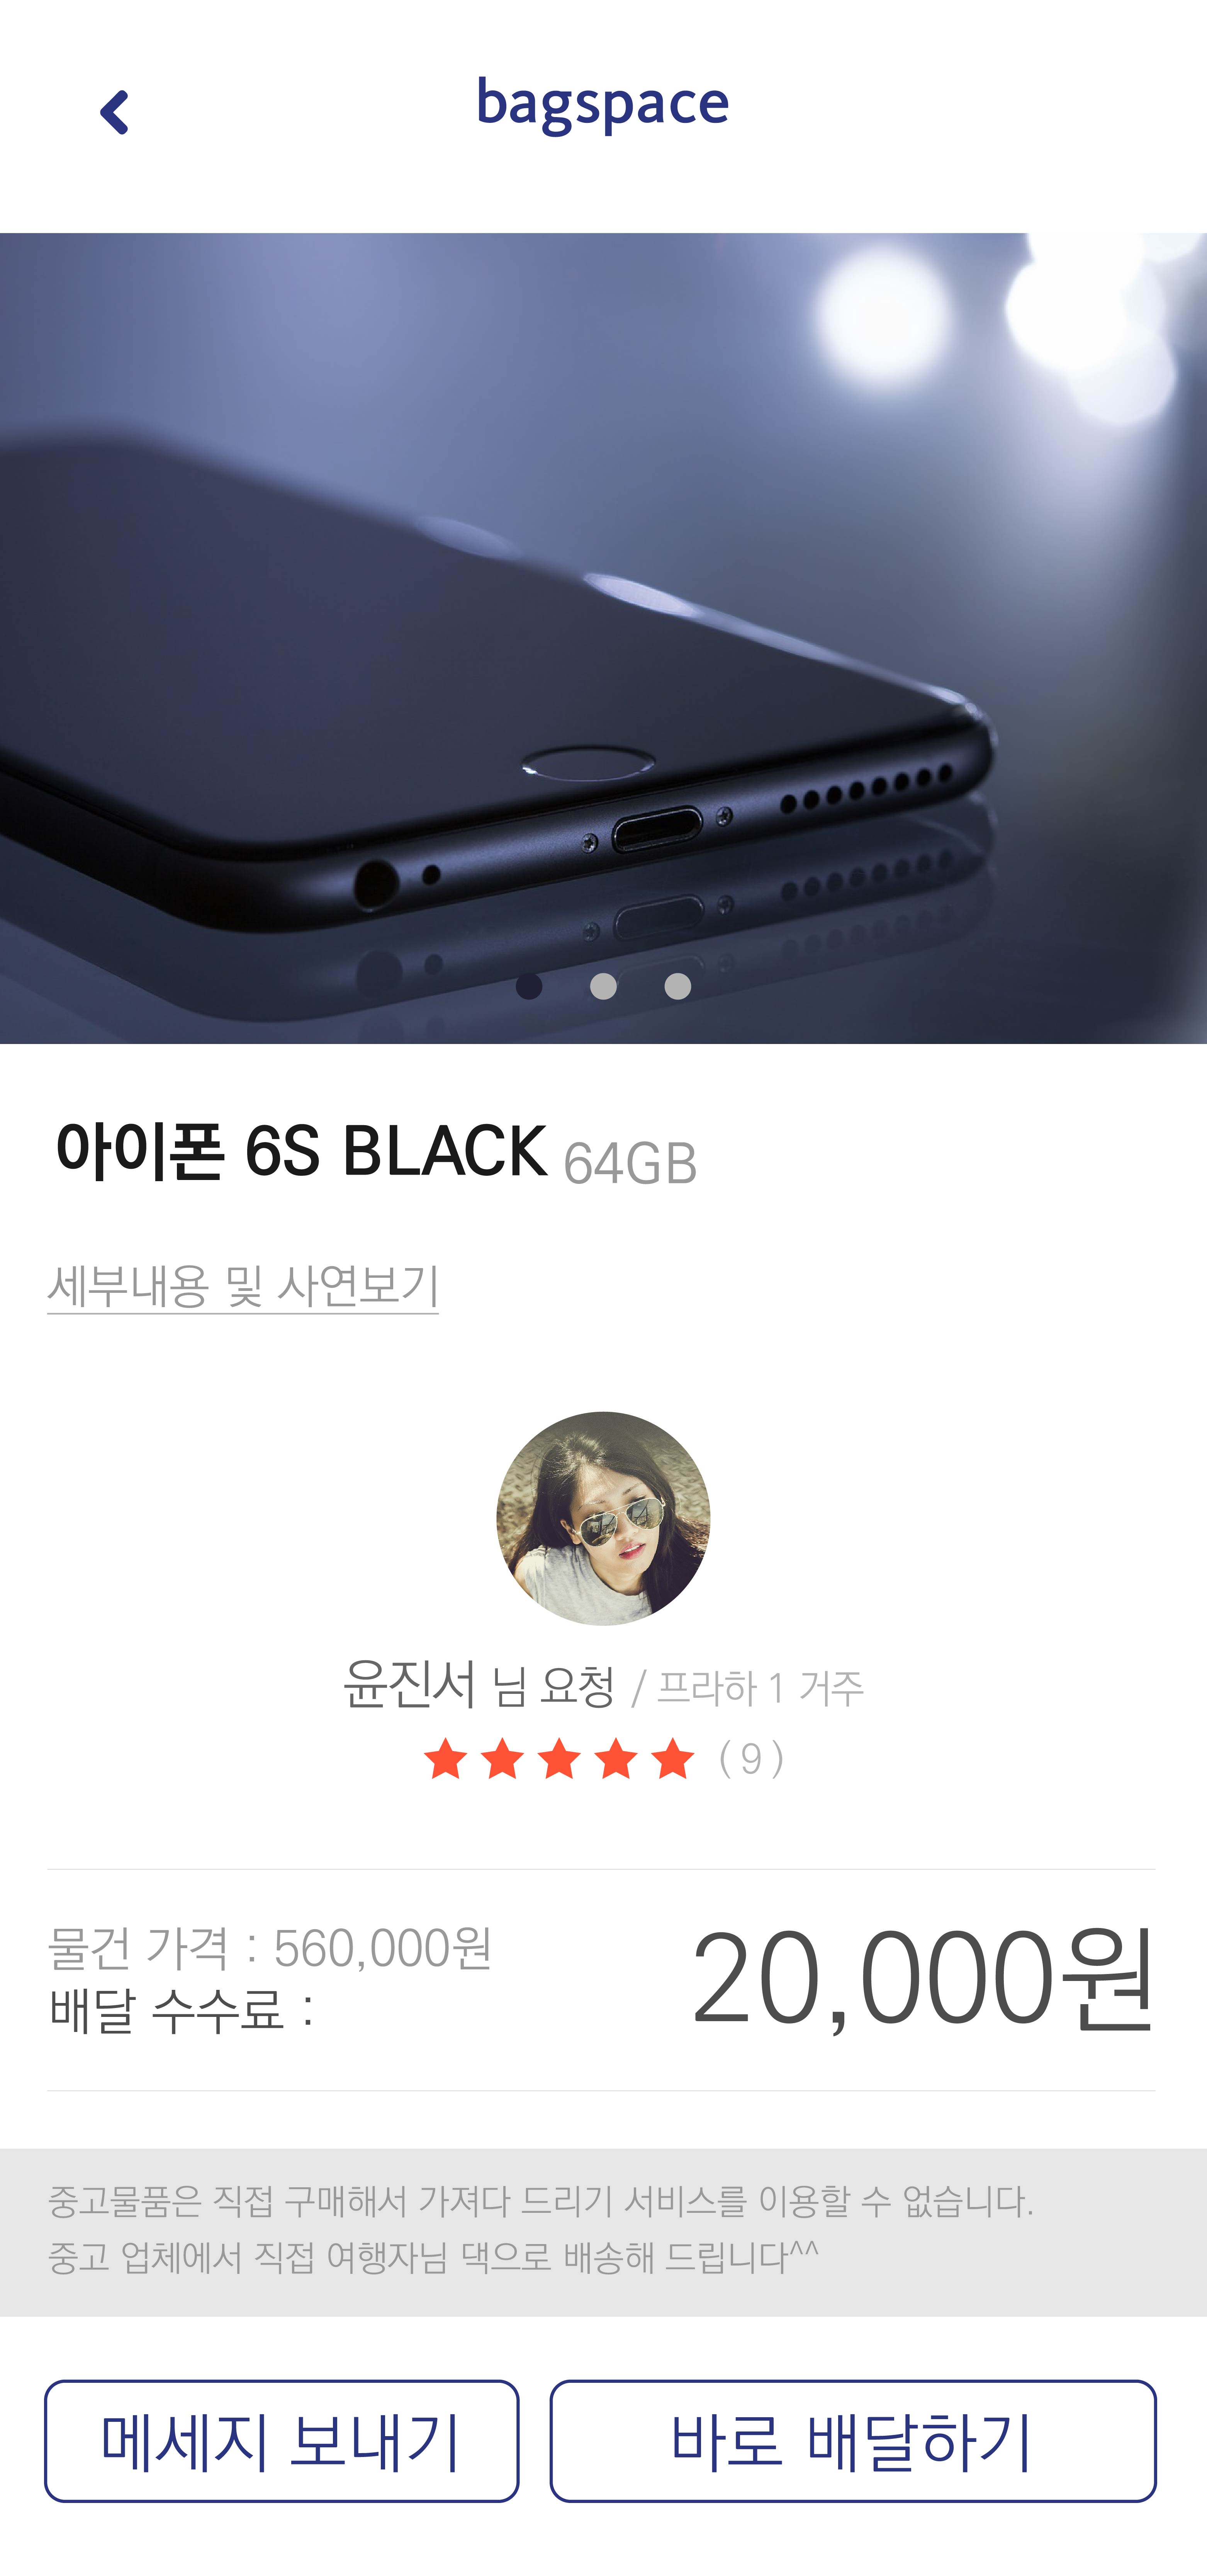 bagspace
아이폰 6S BLACK 64GB
세부내용 및 사연보기
윤진서 님 요청 / 프라하 1 거주
( 9 )
물건 가격 : 560,000원
배달 수수료 :
20,000원
중고물품은 직접 구매해서 가져다 드리기 서비스를 이용할 수 없습니다.
중고 업체에서 직접 여행자님 댁으로 배송해 드립니다^^
메세지 보내기
바로 배달하기